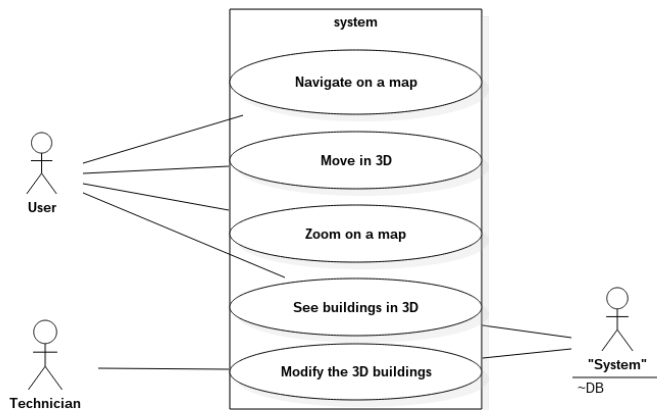 system
Navigate on a map
Move in 3D
User
Zoom on a map
See buildings in 3D
"System"
~DB
Modify the 3D buildings
Technician